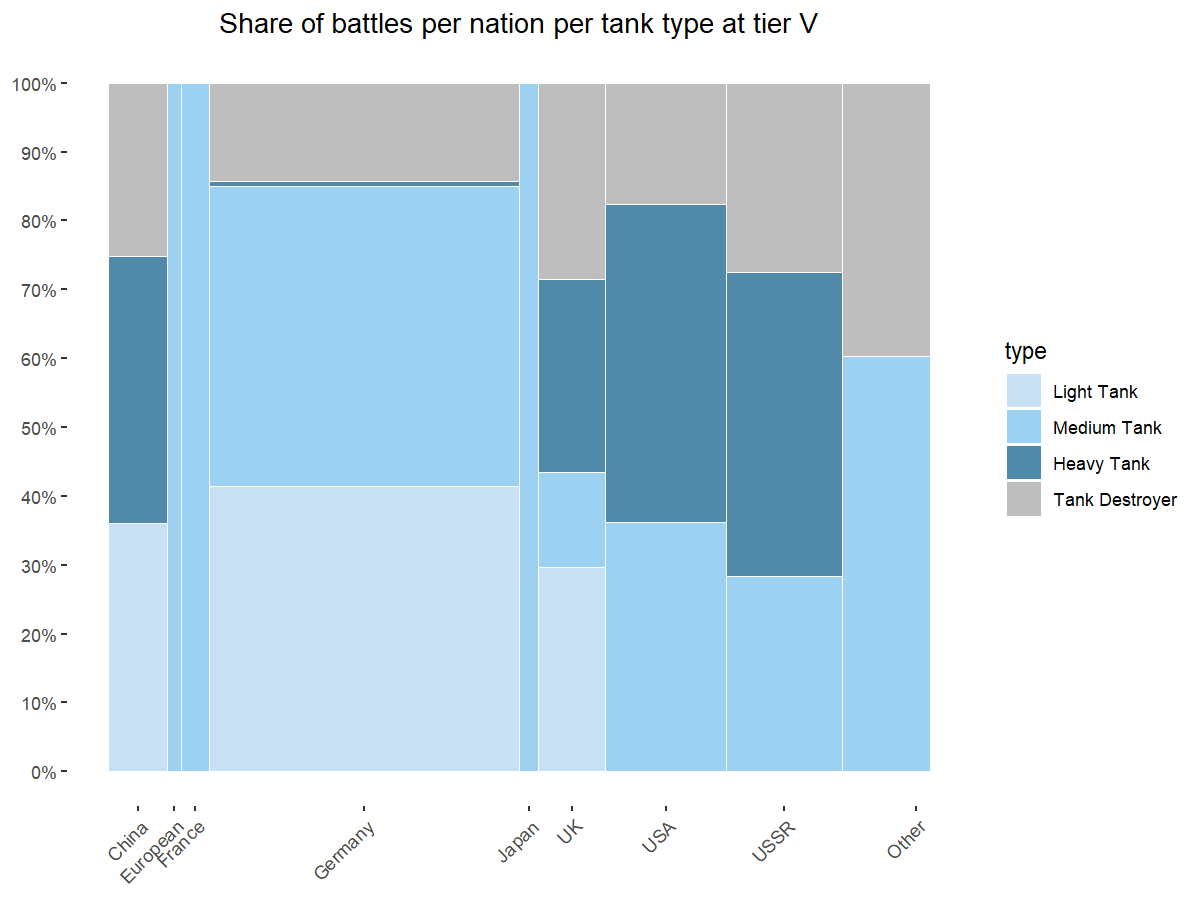 Share of battles per nation per tank type at tier V
100%
90%
80%
70%
60%
50%
40%
30%
20%
10%
0%
China
European
France
Germany
Japan
UK
USA
USSR
Other
type
Light Tank
Medium Tank
Heavy Tank
Tank Destroyer